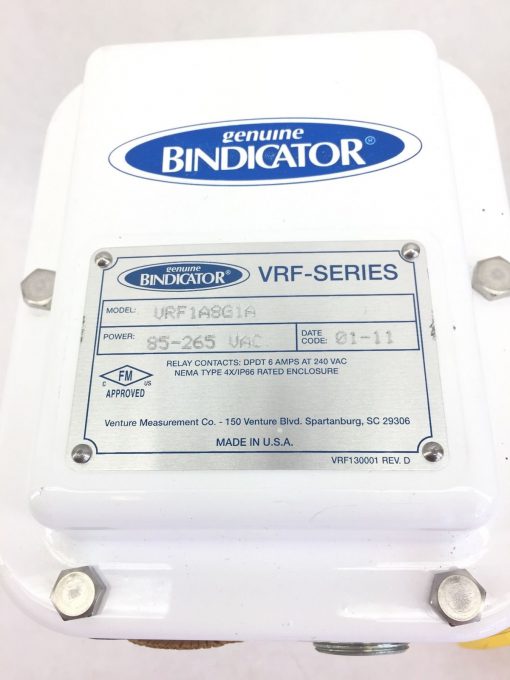 genuine
BINDICATOR®
genuine
BINDICATOR® VRF-SERIES
MODEL: VRF1A8G1A
POWER: 85-265 VAC DATE CODE: 01-11
RELAY CONTACTS: DPDT 6 AMPS AT 240 VAC
NEMA TYPE 4X/IP66 RATED ENCLOSURE
C FM US
APPROVED
Venture Measurement Co. - 150 Venture Blvd. Spartanburg, SC 29306
MADE IN U.S.A.
VRF130001 REV. D